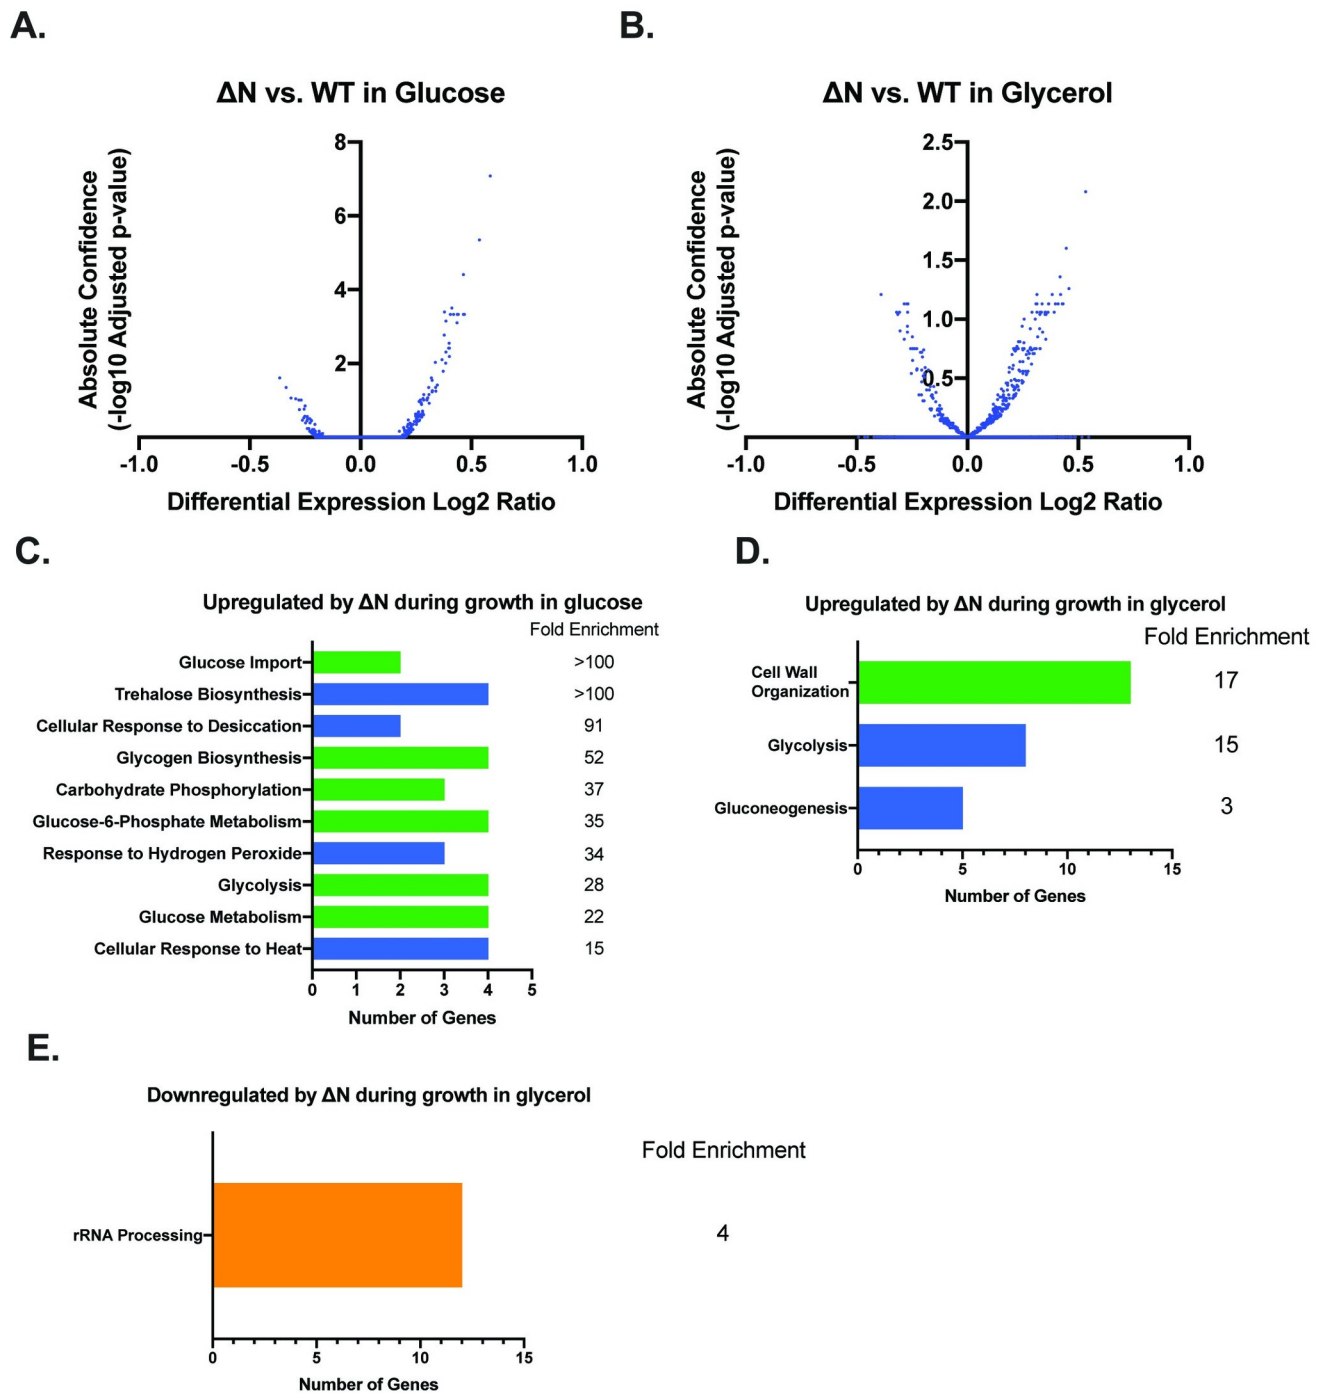 A.
ΔN vs. WT in Glucose
Absolute Confidence
(-log10 Adjusted p-value)
8
6
4
2
-1.0 -0.5 0.0 0.5 1.0
Differential Expression Log2 Ratio
B.
ΔN vs. WT in Glycerol
Absolute Confidence
(-log10 Adjusted p-value)
2.5
2.0
1.5
1.0
0.5
-1.0 -0.5 0.0 0.5 1.0
Differential Expression Log2 Ratio
C.
Upregulated by ΔN during growth in glucose
Fold Enrichment
Glucose Import >100
Trehalose Biosynthesis >100
Cellular Response to Desiccation 91
Glycogen Biosynthesis 52
Carbohydrate Phosphorylation 37
Glucose-6-Phosphate Metabolism 35
Response to Hydrogen Peroxide 34
Glycolysis 28
Glucose Metabolism 22
Cellular Response to Heat 15
0 1 2 3 4 5
Number of Genes
D.
Upregulated by ΔN during growth in glycerol
Fold Enrichment
Cell Wall
Organization 17
Glycolysis 15
Gluconeogenesis 3
0 5 10 15
Number of Genes
E.
Downregulated by ΔN during growth in glycerol
Fold Enrichment
rRNA Processing 4
0 5 10 15
Number of Genes